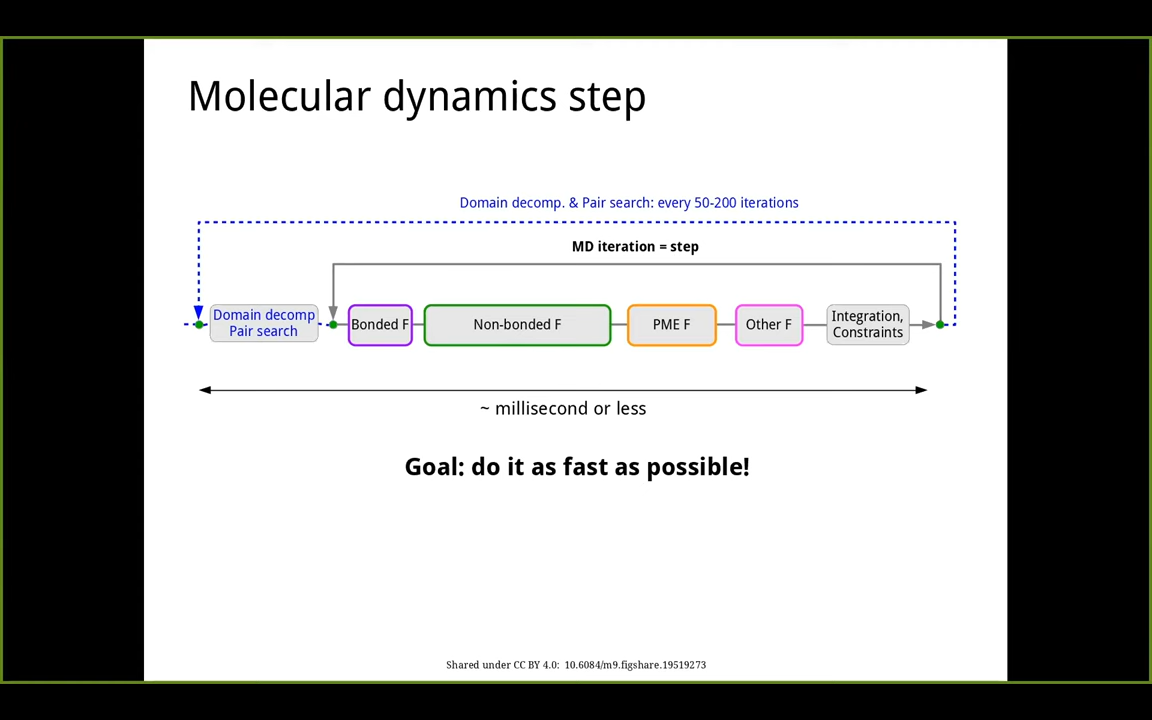 Molecular dynamics step
Domain decomp. & Pair search: every 50-200 iterations
MD iteration = step
Domain decomp
Pair search
Bonded F
Non-bonded F
PME F
Other F
Integration,
Constraints
~ millisecond or less
Goal: do it as fast as possible!
Shared under CC BY 4.0: 10.6084/m9.figshare.19519273